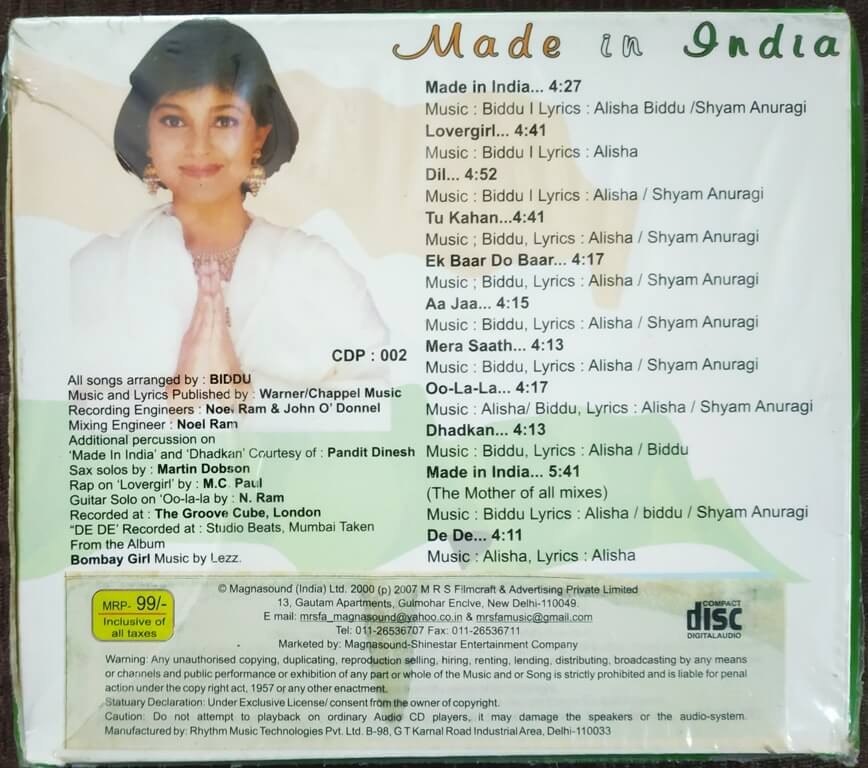 Made in India
Made in India... 4:27
Music : Biddu I Lyrics : Alisha Biddu /Shyam Anuragi
Lovergirl... 4:41
Music : Biddu I Lyrics : Alisha
Dil... 4:52
Music : Biddu I Lyrics : Alisha / Shyam Anuragi
Tu Kahan...4:41
Music ; Biddu, Lyrics : Alisha / Shyam Anuragi
Ek Baar Do Baar... 4:17
Music ; Biddu, Lyrics : Alisha / Shyam Anuragi
Aa Jaa... 4:15
Music : Biddu, Lyrics : Alisha / Shyam Anuragi
Mera Saath... 4:13
Music : Biddu, Lyrics : Alisha / Shyam Anuragi
Oo-La-La... 4:17
Music : Alisha/ Biddu, Lyrics : Alisha / Shyam Anuragi
Dhadkan... 4:13
Music : Biddu, Lyrics : Alisha / Biddu
Made in India... 5:41
(The Mother of all mixes)
Music : Biddu Lyrics : Alisha / biddu / Shyam Anuragi
De De... 4:11
Music : Alisha, Lyrics : Alisha
CDP : 002
All songs arranged by : BIDDU
Music and Lyrics Published by : Warner/Chappel Music
Recording Engineers : Noel Ram & John O' Donnel
Mixing Engineer : Noel Ram
Additional percussion on
'Made In India' and 'Dhadkan' Courtesy of : Pandit Dinesh
Sax solos by : Martin Dobson
Rap on 'Lovergirl' by : M.C. Paul
Guitar Solo on 'Oo-la-la by : N. Ram
Recorded at : The Groove Cube, London
"DE DE' Recorded at : Studio Beats, Mumbai Taken
From the Album
Bombay Girl Music by Lezz.
MRP- 99/-
Inclusive of
all taxes
© Magnasound (India) Ltd. 2000 (p) 2007 M R S Filmcraft & Advertising Private Limited
13, Gautam Apartments, Gulmohar Enclve, New Delhi-110049.
E mail: mrsfa_magnasound@yahoo.co.in & mrsfamusic@gmail.com
Tel: 011-26536707 Fax: 011-26536711
Marketed by: Magnasound-Shinestar Entertainment Company
COMPACT
disc
DIGITAL AUDIO
Warning: Any unauthorised copying, duplicating, reproduction selling, hiring, renting, lending, distributing, broadcasting by any means
or channels and public performance or exhibition of any part or whole of the Music and or Song is strictly prohibited and is liable for penal
action under the copy right act, 1957 or any other enactment.
Statuary Declaration: Under Exclusive License/ consent from the owner of copyright.
Caution: Do not attempt to playback on ordinary Audio CD players, it may damage the speakers or the audio-system.
Manufactured by: Rhythm Music Technologies Pvt. Ltd. B-98, G T Karnal Road Industrial Area, Delhi-110033